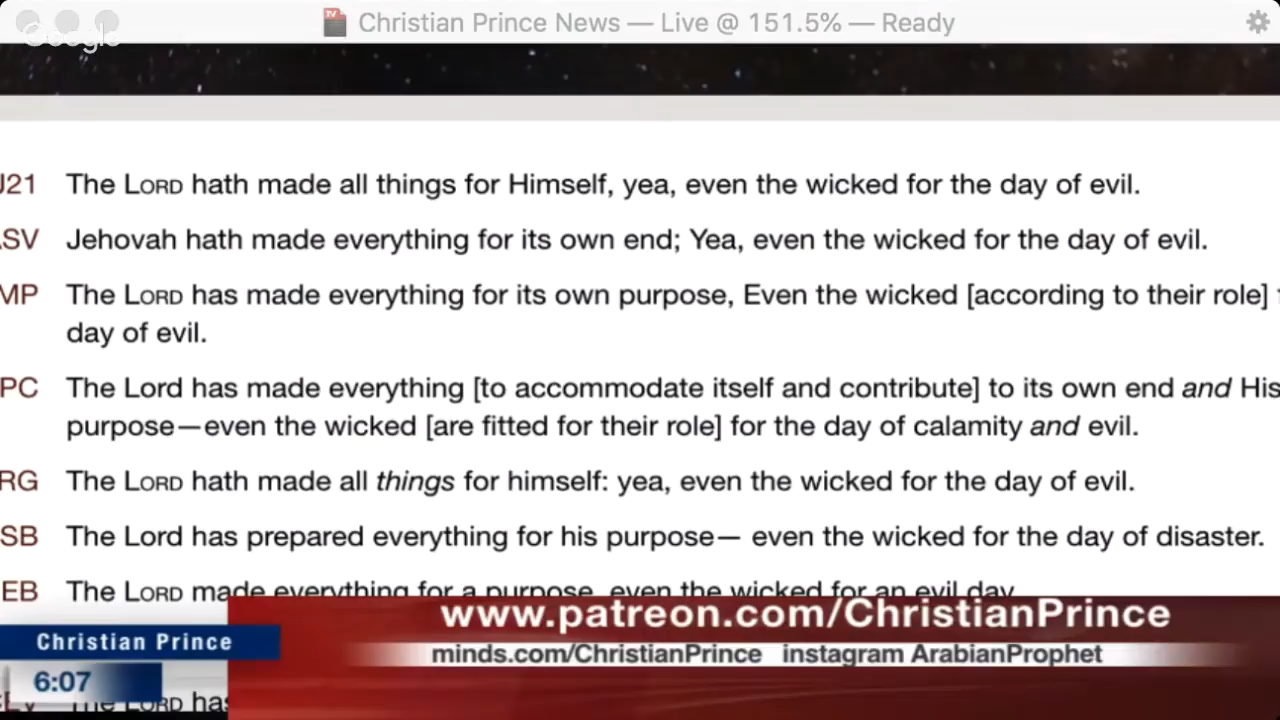 Christian Prince News — Live @ 151.5% — Ready
Google
J21 The LORD hath made all things for Himself, yea, even the wicked for the day of evil.
SV Jehovah hath made everything for its own end; Yea, even the wicked for the day of evil.
MP The LORD has made everything for its own purpose, Even the wicked [according to their role]
day of evil.
PC The Lord has made everything [to accommodate itself and contribute] to its own end and His
purpose—even the wicked [are fitted for their role] for the day of calamity and evil.
RG The LORD hath made all things for himself: yea, even the wicked for the day of evil.
SB The Lord has prepared everything for his purpose— even the wicked for the day of disaster.
EB The LORD made everything for a purpose, even the wicked for an evil day
www.patreon.com/ChristianPrince
Christian Prince
minds.com/ChristianPrince instagram ArabianProphet
6:07
The LORD has